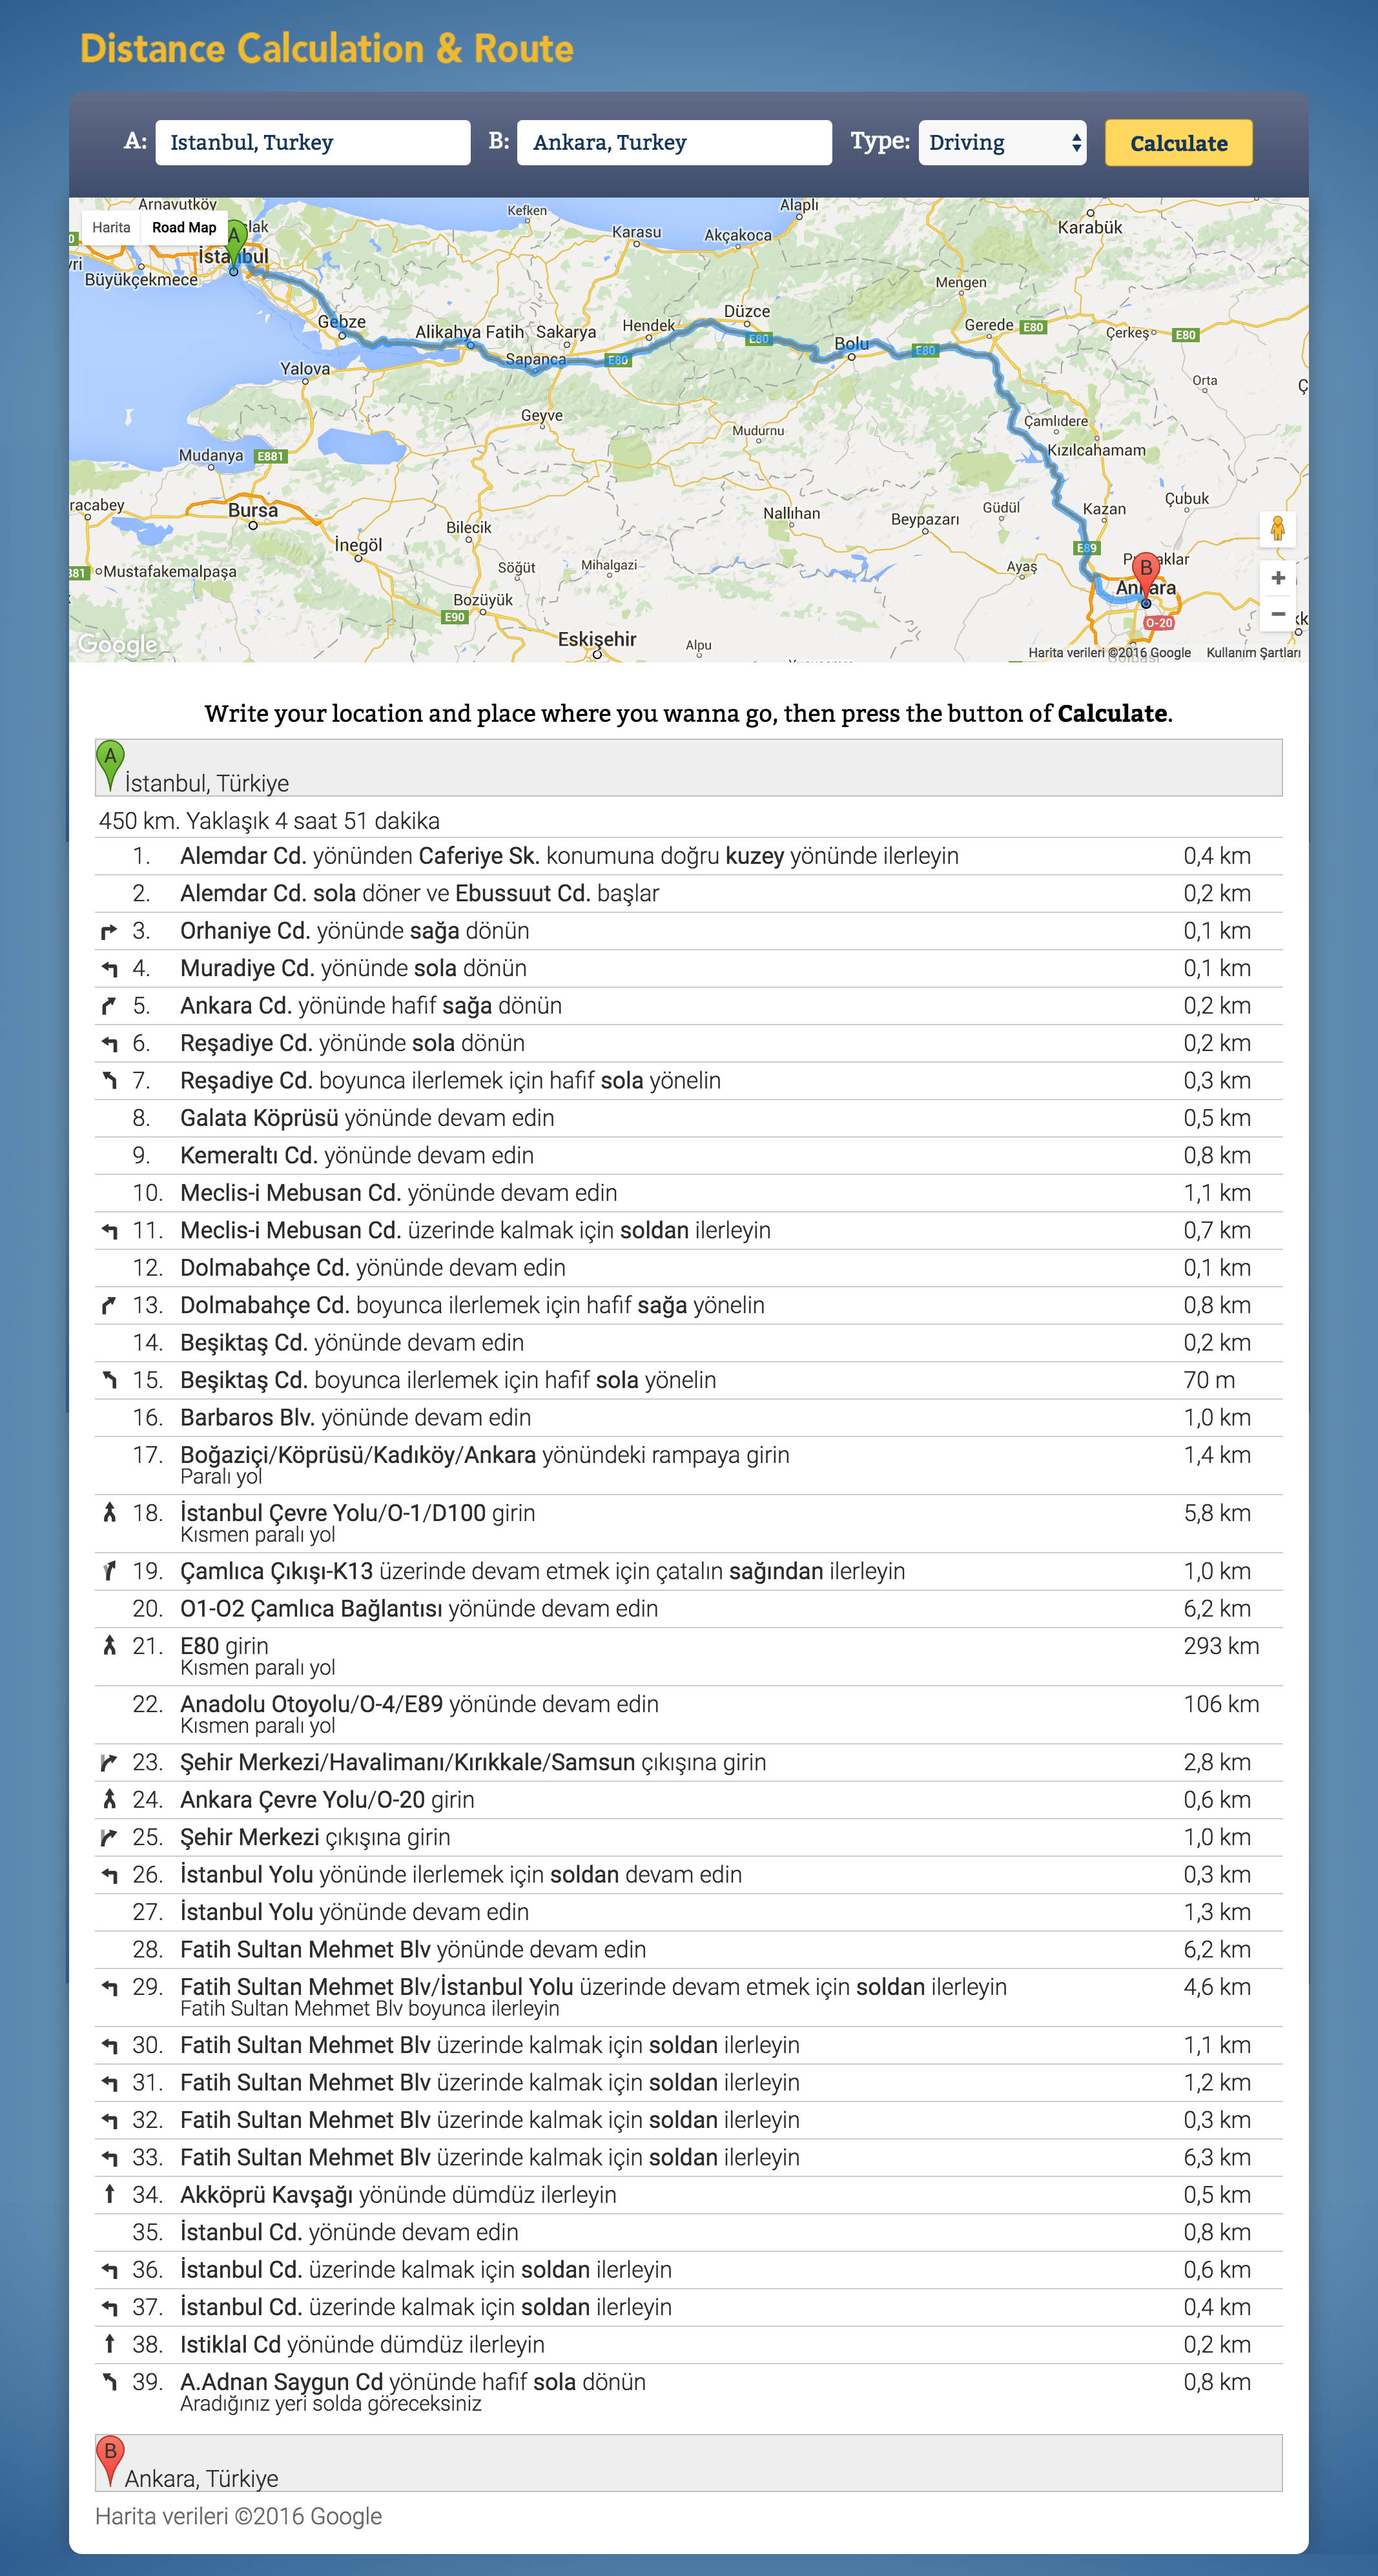 Distance Calculation & Route
A: Istanbul, Turkey B: Ankara, Turkey Type: Driving Calculate
Harita Road Map
Arnavutköy
A
İstanbul
Büyükçekmece
Kefken
Karasu
Akçakoca
Alaplı
Karabük
Mengen
Gebze
Alikahya Fatih
Sakarya
Hendek
Düzce
Gerede
E80
Çerkeş
E80
Sapanca
E80
E80
Bolu
E80
Yalova
Orta
Geyve
Mudurnu
Çamlıdere
Mudanya
E881
Kızılcahamam
racabey
Bursa
Nallıhan
Beypazarı
Güdül
Kazan
Çubuk
Bilecik
İnegöl
E89
381
Mustafakemalpaşa
Söğüt
Mihalgazi
Ayaş
B
Ankara
Bozüyük
E90
O-20
Eskişehir
Alpu
Google
Harita verileri ©2016 Google Kullanım Şartları
Write your location and place where you wanna go, then press the button of Calculate.
A
İstanbul, Türkiye
450 km. Yaklaşık 4 saat 51 dakika
1. Alemdar Cd. yönünden Caferiye Sk. konumuna doğru kuzey yönünde ilerleyin 0,4 km
2. Alemdar Cd. sola döner ve Ebussuut Cd. başlar 0,2 km
3. Orhaniye Cd. yönünde sağa dönün 0,1 km
4. Muradiye Cd. yönünde sola dönün 0,1 km
5. Ankara Cd. yönünde hafif sağa dönün 0,2 km
6. Reşadiye Cd. yönünde sola dönün 0,2 km
7. Reşadiye Cd. boyunca ilerlemek için hafif sola yönelin 0,3 km
8. Galata Köprüsü yönünde devam edin 0,5 km
9. Kemeraltı Cd. yönünde devam edin 0,8 km
10. Meclis-i Mebusan Cd. yönünde devam edin 1,1 km
11. Meclis-i Mebusan Cd. üzerinde kalmak için soldan ilerleyin 0,7 km
12. Dolmabahçe Cd. yönünde devam edin 0,1 km
13. Dolmabahçe Cd. boyunca ilerlemek için hafif sağa yönelin 0,8 km
14. Beşiktaş Cd. yönünde devam edin 0,2 km
15. Beşiktaş Cd. boyunca ilerlemek için hafif sola yönelin 70 m
16. Barbaros Blv. yönünde devam edin 1,0 km
17. Boğaziçi/Köprüsü/Kadıköy/Ankara yönündeki rampaya girin 1,4 km
Paralı yol
18. İstanbul Çevre Yolu/O-1/D100 girin 5,8 km
Kısmen paralı yol
19. Çamlıca Çıkışı-K13 üzerinde devam etmek için çatalın sağından ilerleyin 1,0 km
20. O1-O2 Çamlıca Bağlantısı yönünde devam edin 6,2 km
21. E80 girin 293 km
Kısmen paralı yol
22. Anadolu Otoyolu/O-4/E89 yönünde devam edin 106 km
Kısmen paralı yol
23. Şehir Merkezi/Havalimanı/Kırıkkale/Samsun çıkışına girin 2,8 km
24. Ankara Çevre Yolu/O-20 girin 0,6 km
25. Şehir Merkezi çıkışına girin 1,0 km
26. İstanbul Yolu yönünde ilerlemek için soldan devam edin 0,3 km
27. İstanbul Yolu yönünde devam edin 1,3 km
28. Fatih Sultan Mehmet Blv yönünde devam edin 6,2 km
29. Fatih Sultan Mehmet Blv/İstanbul Yolu üzerinde devam etmek için soldan ilerleyin 4,6 km
Fatih Sultan Mehmet Blv boyunca ilerleyin
30. Fatih Sultan Mehmet Blv üzerinde kalmak için soldan ilerleyin 1,1 km
31. Fatih Sultan Mehmet Blv üzerinde kalmak için soldan ilerleyin 1,2 km
32. Fatih Sultan Mehmet Blv üzerinde kalmak için soldan ilerleyin 0,3 km
33. Fatih Sultan Mehmet Blv üzerinde kalmak için soldan ilerleyin 6,3 km
34. Akköprü Kavşağı yönünde dümdüz ilerleyin 0,5 km
35. İstanbul Cd. yönünde devam edin 0,8 km
36. İstanbul Cd. üzerinde kalmak için soldan ilerleyin 0,6 km
37. İstanbul Cd. üzerinde kalmak için soldan ilerleyin 0,4 km
38. Istiklal Cd yönünde dümdüz ilerleyin 0,2 km
39. A.Adnan Saygun Cd yönünde hafif sola dönün 0,8 km
Aradığınız yeri solda göreceksiniz
B
Ankara, Türkiye
Harita verileri ©2016 Google